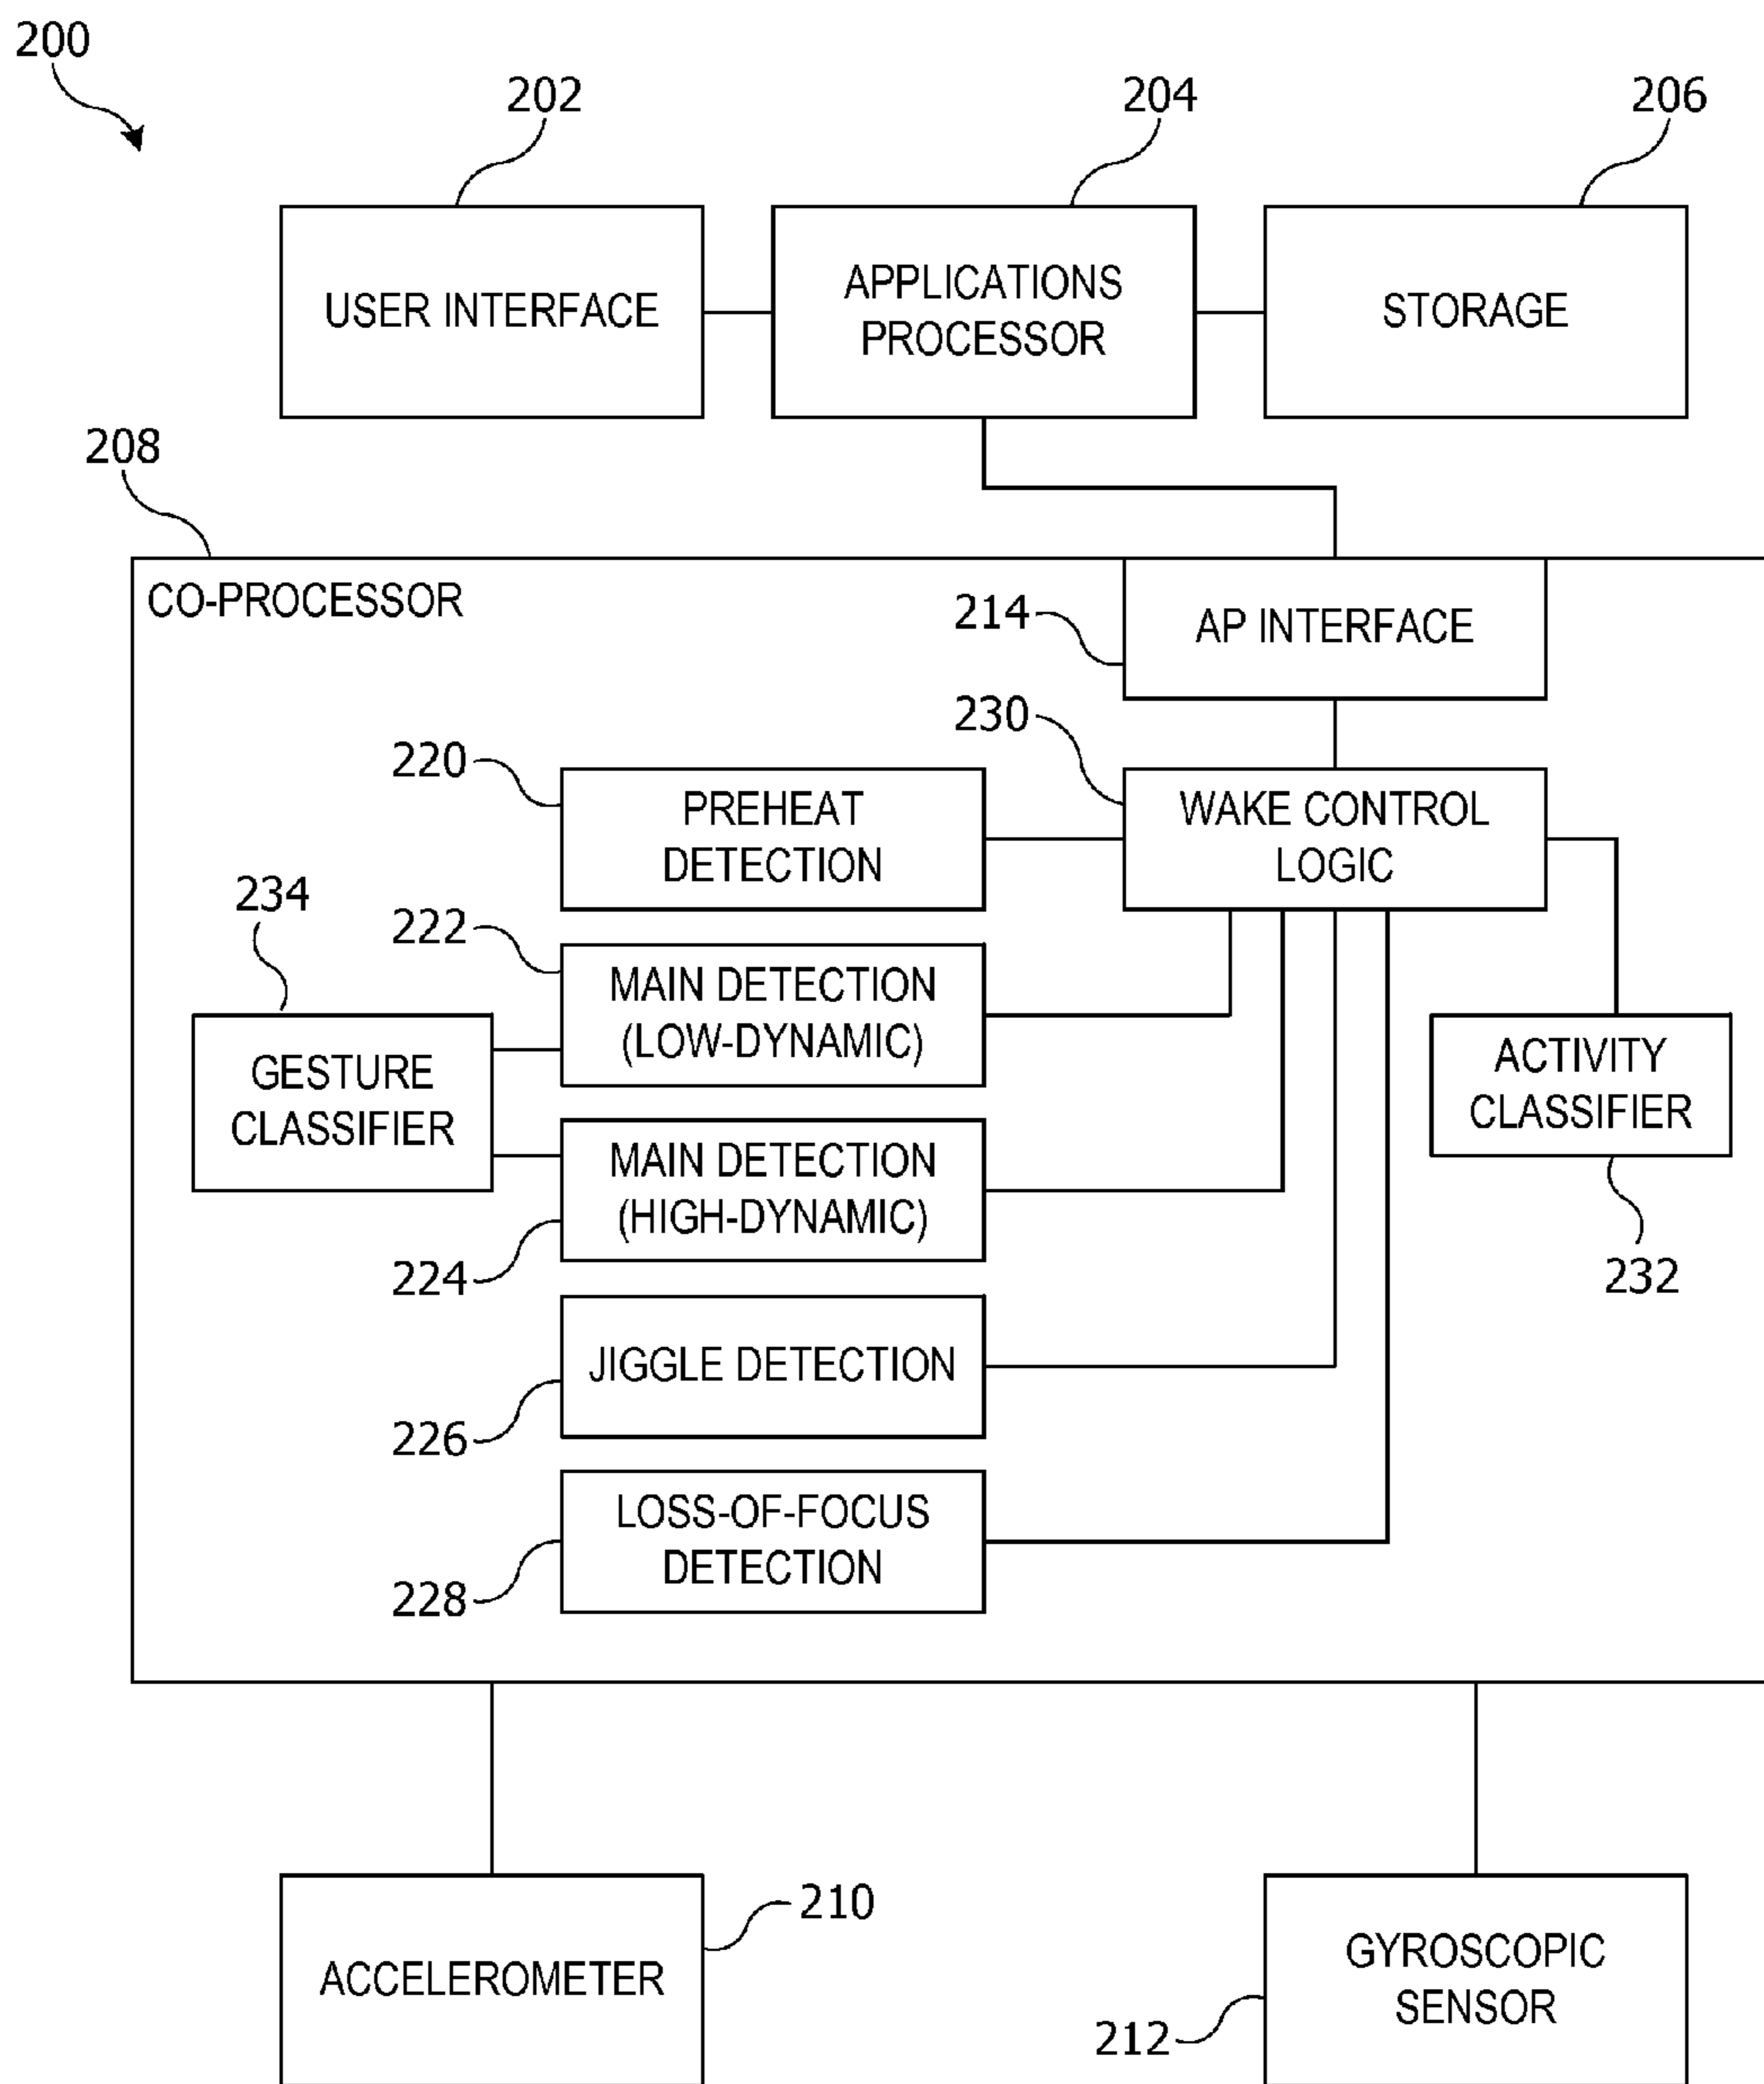 200
202
204
206
USER INTERFACE
APPLICATIONS
PROCESSOR
STORAGE
208
CO-PROCESSOR
214
AP INTERFACE
230
220
PREHEAT
DETECTION
WAKE CONTROL
LOGIC
234
222
MAIN DETECTION
(LOW-DYNAMIC)
GESTURE
CLASSIFIER
ACTIVITY
CLASSIFIER
MAIN DETECTION
(HIGH-DYNAMIC)
224
232
JIGGLE DETECTION
226
LOSS-OF-FOCUS
DETECTION
228
210
ACCELEROMETER
GYROSCOPIC
SENSOR
212